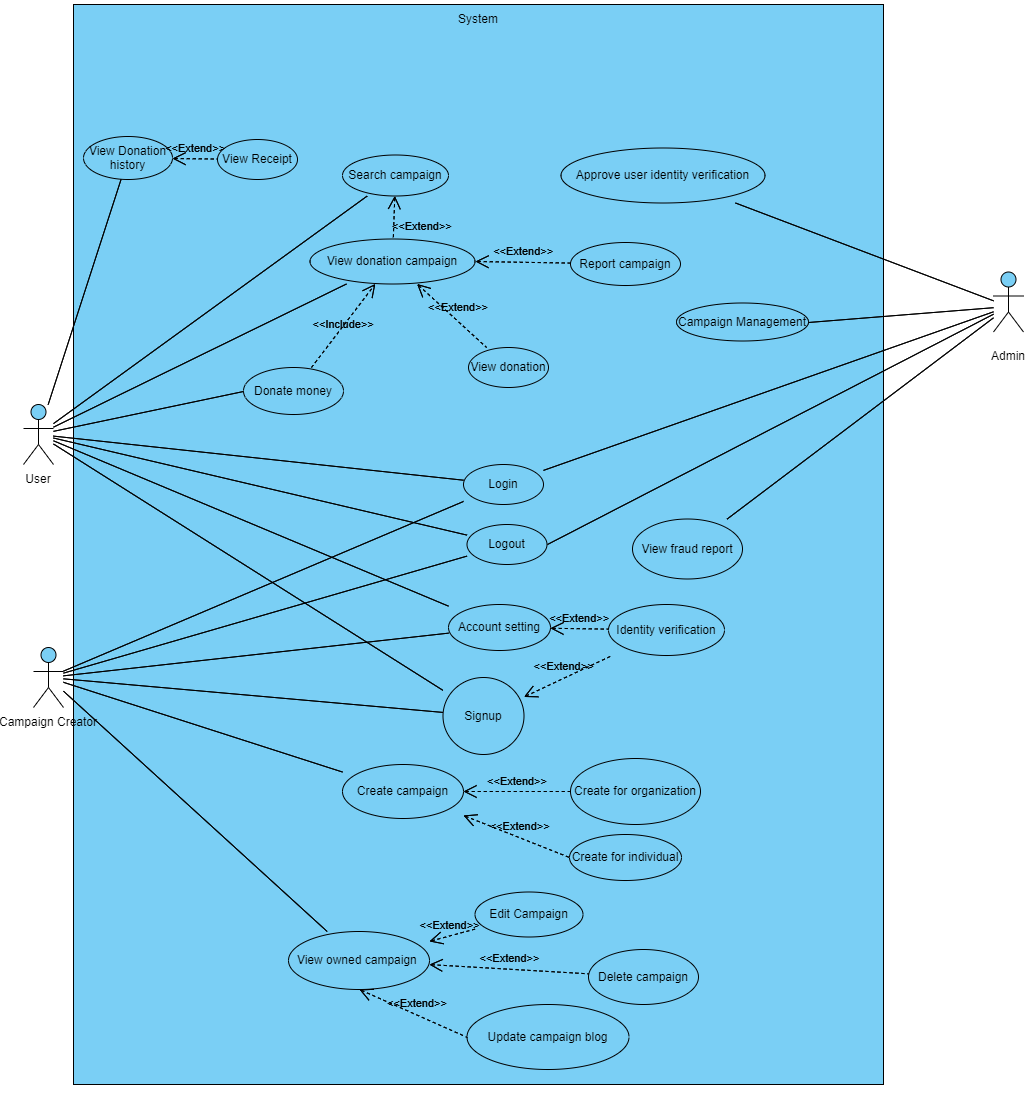 System
View Donation
history
<<Extend>>
View Receipt
Search campaign
Approve user identity verification
<<Extend>>
View donation campaign
<<Extend>>
Report campaign
<<Include>>
<<Extend>>
Campaign Management
Admin
View donation
Donate money
User
Login
Logout
View fraud report
Account setting
<<Extend>>
Identity verification
<<Extend>>
Campaign Creator
Signup
Create campaign
<<Extend>>
Create for organization
<<Extend>>
Create for individual
Edit Campaign
<<Extend>>
View owned campaign
<<Extend>>
Delete campaign
<<Extend>>
Update campaign blog